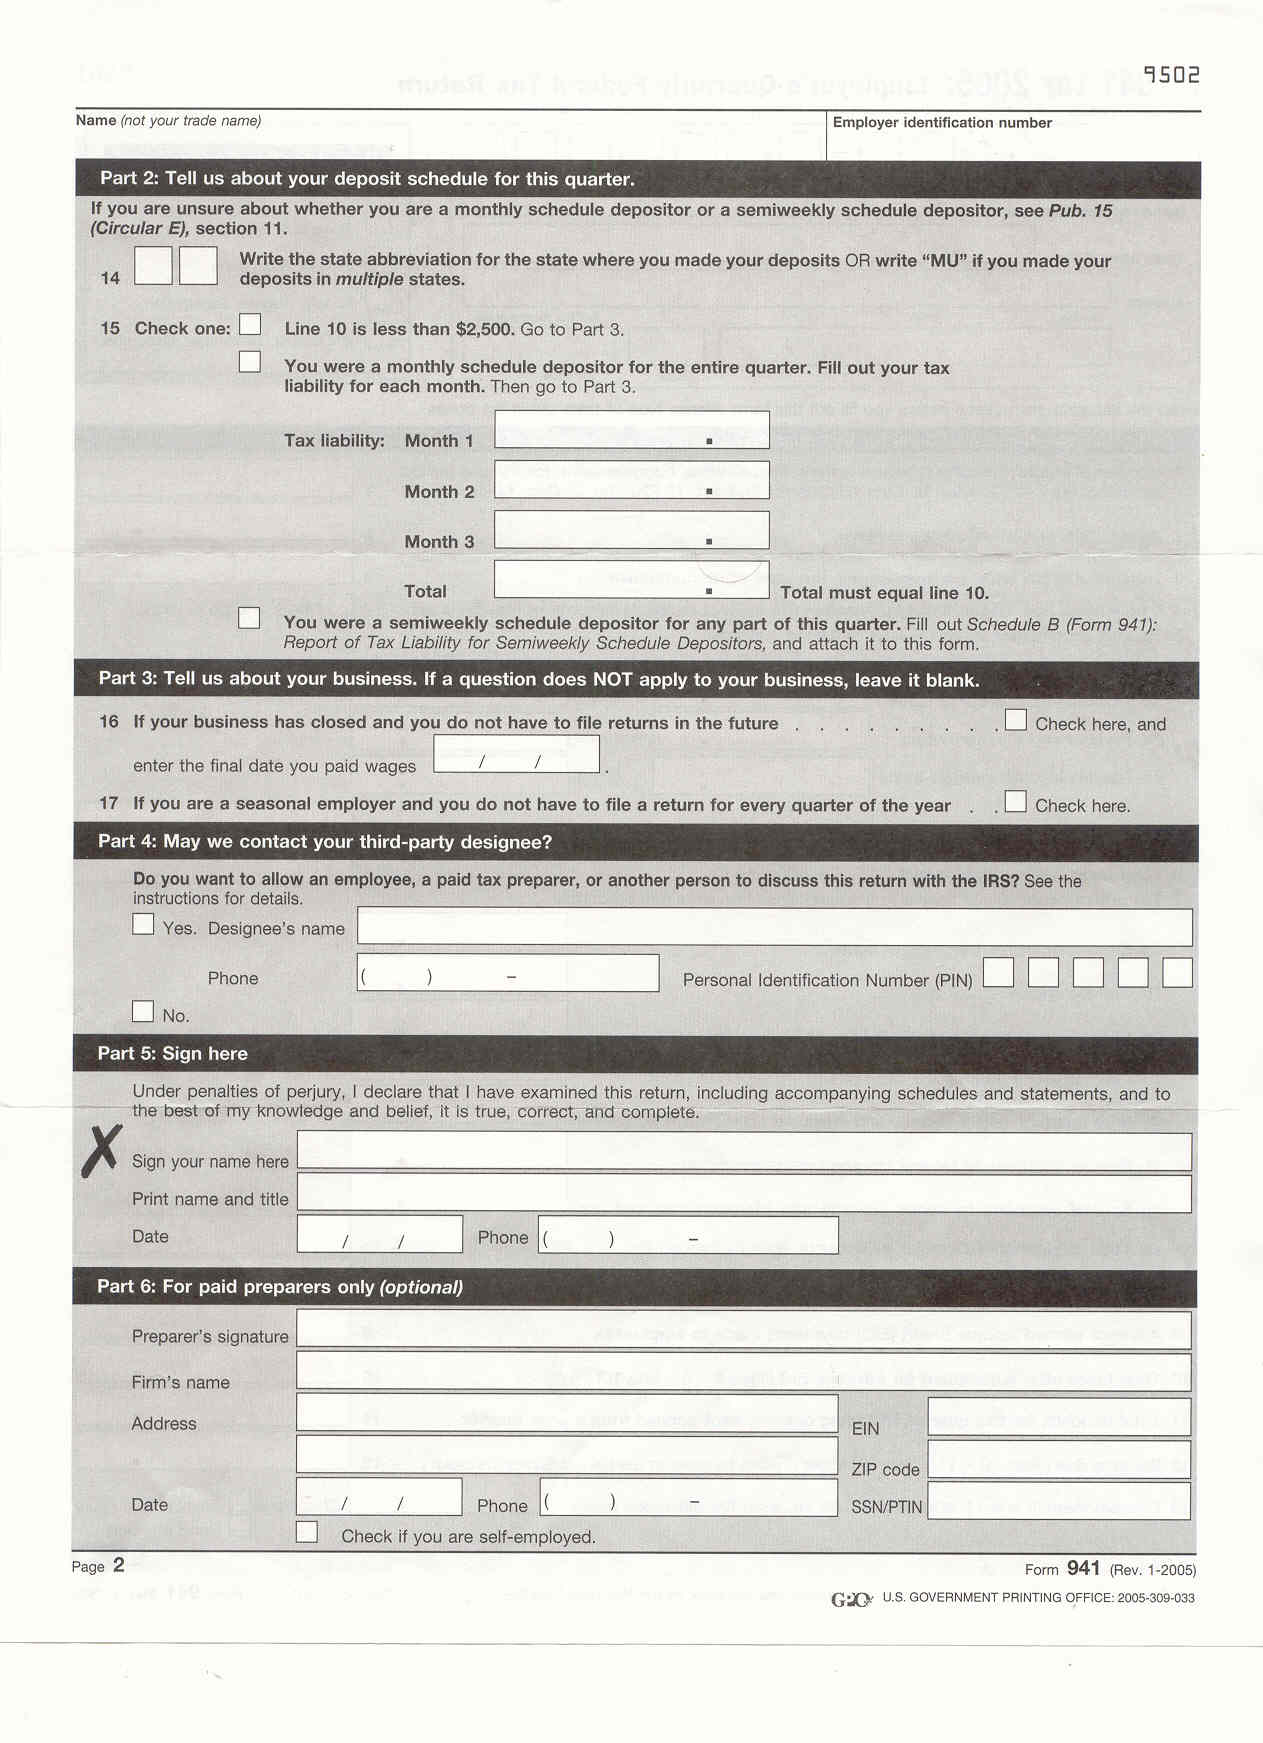 9502
Name (not your trade name)
Employer identification number
Part 2: Tell us about your deposit schedule for this quarter.
If you are unsure about whether you are a monthly schedule depositor or a semiweekly schedule depositor, see Pub. 15
(Circular E), section 11.
14 Write the state abbreviation for the state where you made your deposits OR write “MU” if you made your
deposits in multiple states.
15 Check one: Line 10 is less than $2,500. Go to Part 3.
You were a monthly schedule depositor for the entire quarter. Fill out your tax
liability for each month. Then go to Part 3.
Tax liability: Month 1 .
Month 2 .
Month 3 .
Total . Total must equal line 10.
You were a semiweekly schedule depositor for any part of this quarter. Fill out Schedule B (Form 941):
Report of Tax Liability for Semiweekly Schedule Depositors, and attach it to this form.
Part 3: Tell us about your business. If a question does NOT apply to your business, leave it blank.
16 If your business has closed and you do not have to file returns in the future . . . . . . . . . Check here, and
enter the final date you paid wages / / .
17 If you are a seasonal employer and you do not have to file a return for every quarter of the year . . Check here.
Part 4: May we contact your third-party designee?
Do you want to allow an employee, a paid tax preparer, or another person to discuss this return with the IRS? See the
instructions for details.
Yes. Designee’s name
Phone ( ) – Personal Identification Number (PIN)
No.
Part 5: Sign here
Under penalties of perjury, I declare that I have examined this return, including accompanying schedules and statements, and to
the best of my knowledge and belief, it is true, correct, and complete.
X Sign your name here
Print name and title
Date / / Phone ( ) –
Part 6: For paid preparers only (optional)
Preparer’s signature
Firm’s name
Address EIN
ZIP code
Date / / Phone ( ) – SSN/PTIN
Check if you are self-employed.
Page 2 Form 941 (Rev. 1-2005)
GPO U.S. GOVERNMENT PRINTING OFFICE: 2005-309-033